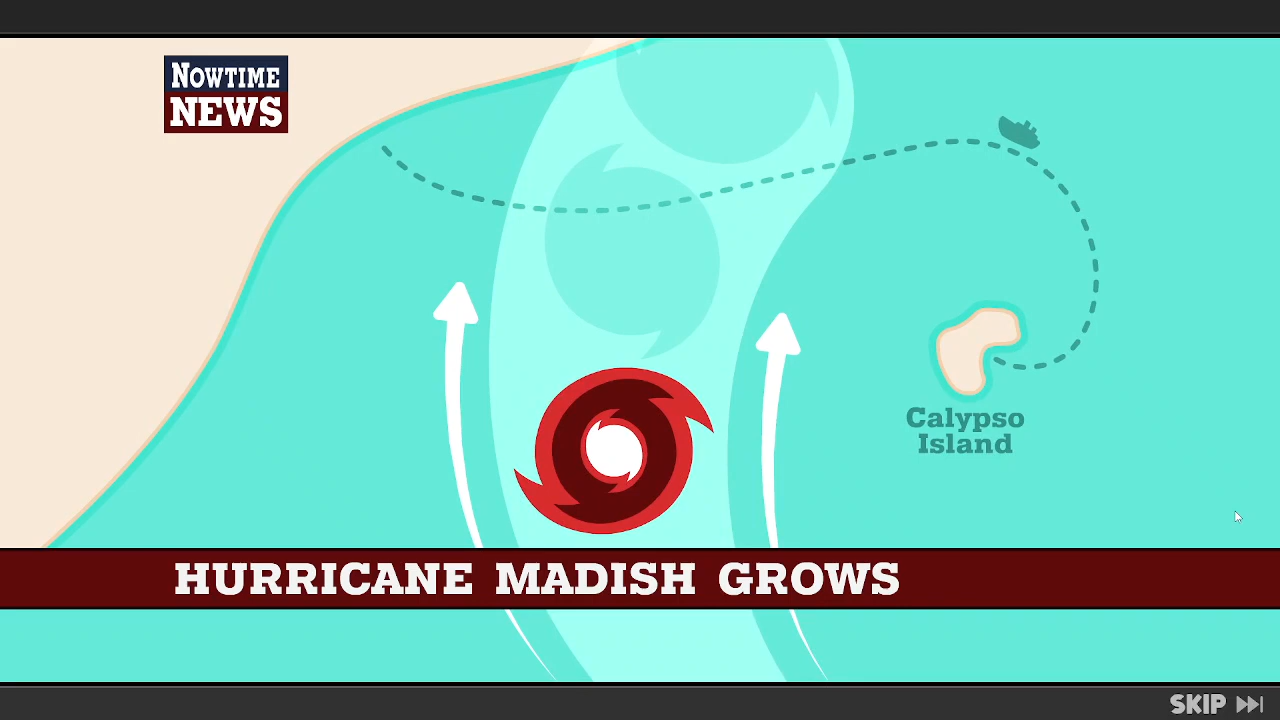 NOWTIME
NEWS
Calypso
Island
HURRICANE MADISH GROWS
SKIP